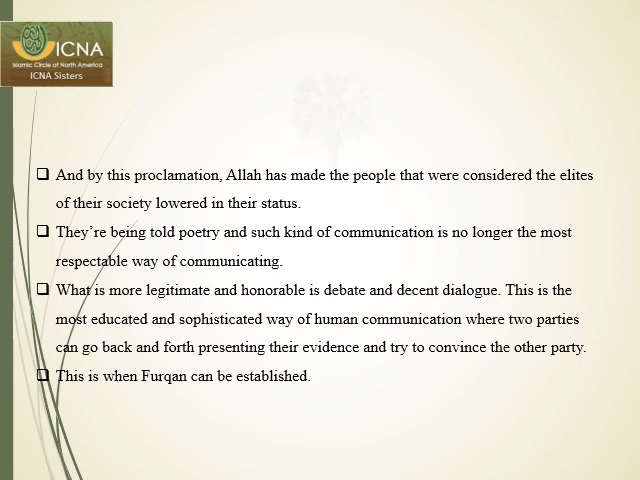 ICNA
Islamic Circle of North America
ICNA Sisters
❑ And by this proclamation, Allah has made the people that were considered the elites
of their society lowered in their status.
❑ They’re being told poetry and such kind of communication is no longer the most
respectable way of communicating.
❑ What is more legitimate and honorable is debate and decent dialogue. This is the
most educated and sophisticated way of human communication where two parties
can go back and forth presenting their evidence and try to convince the other party.
❑ This is when Furqan can be established.